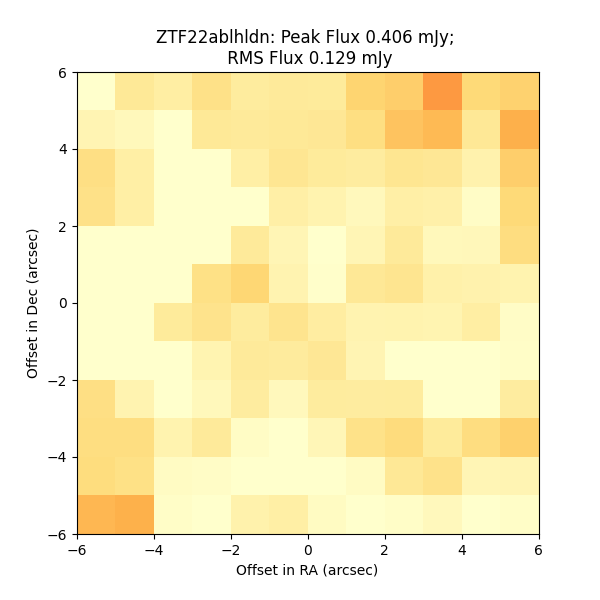 ZTF22ablhldn: Peak Flux 0.406 mJy;
RMS Flux 0.129 mJy
6
4
2
0
−2
−4
−6
Offset in Dec (arcsec)
−6 −4 −2 0 2 4 6
Offset in RA (arcsec)